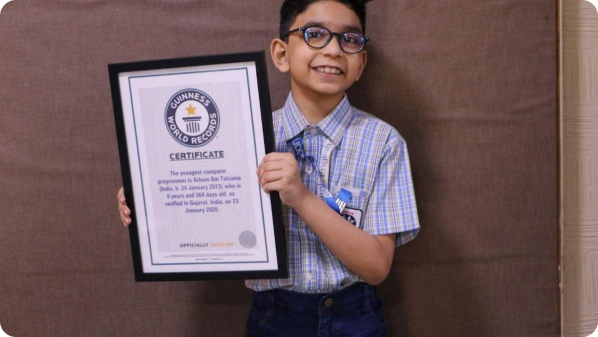 GUINNESS
WORLD RECORDS
CERTIFICATE
The youngest computer
programmer is Arham Om Talsania
(India, b. 24 January 2013) who is
6 years and 364 days old, as
verified in Gujarat, India, on 23
January 2020.
OFFICIALLY AMAZING